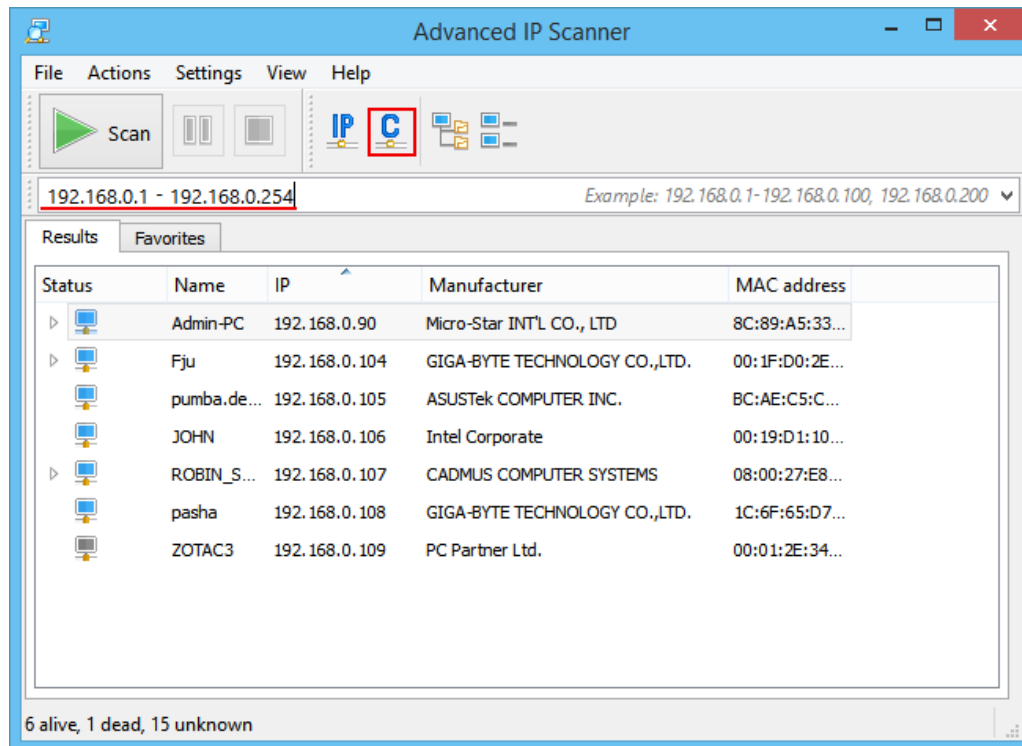 Advanced IP Scanner
File Actions Settings View Help
Scan IP C
192.168.0.1 - 192.168.0.254 Example: 192.168.0.1-192.168.0.100, 192.168.0.200
Results Favorites
Status Name IP Manufacturer MAC address
Admin-PC 192.168.0.90 Micro-Star INT'L CO., LTD 8C:89:A5:33...
Fju 192.168.0.104 GIGA-BYTE TECHNOLOGY CO.,LTD. 00:1F:D0:2E...
pumba.de... 192.168.0.105 ASUSTek COMPUTER INC. BC:AE:C5:C...
JOHN 192.168.0.106 Intel Corporate 00:19:D1:10...
ROBIN_S... 192.168.0.107 CADMUS COMPUTER SYSTEMS 08:00:27:E8...
pasha 192.168.0.108 GIGA-BYTE TECHNOLOGY CO.,LTD. 1C:6F:65:D7...
ZOTAC3 192.168.0.109 PC Partner Ltd. 00:01:2E:34...
6 alive, 1 dead, 15 unknown